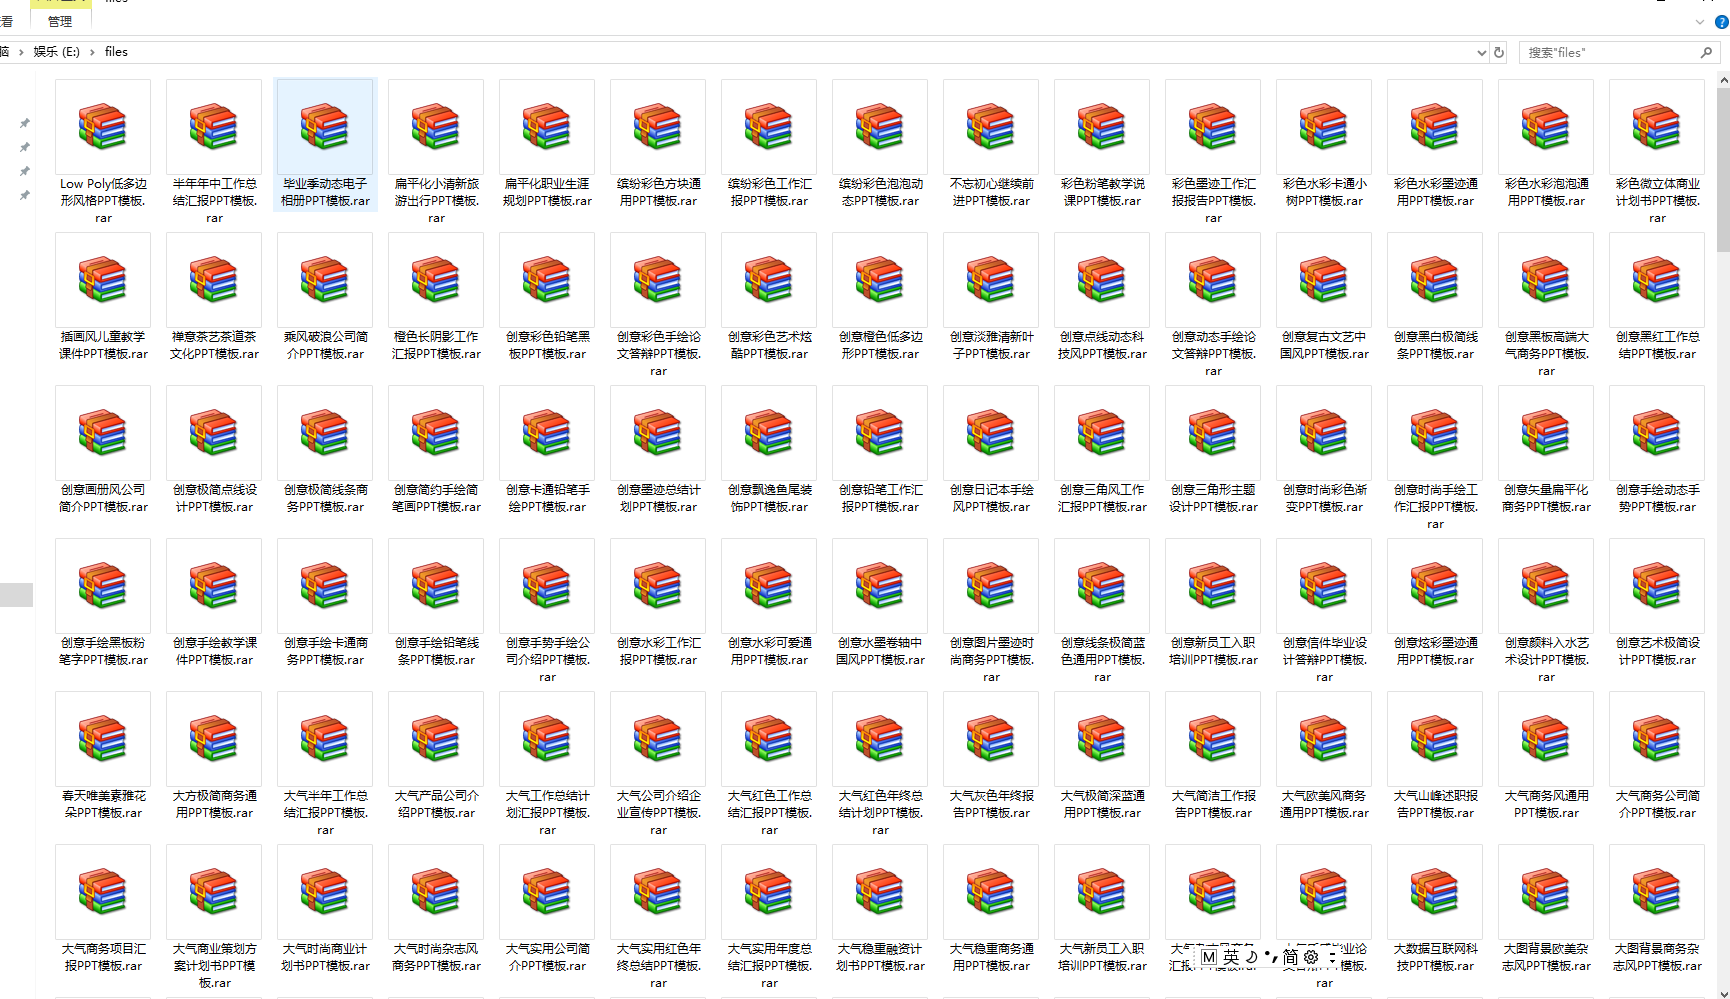 files
看
管理
脑 › 娱乐 (E:) › files
搜索"files"
Low Poly低多边
形风格PPT模板.
rar
半年年中工作总
结汇报PPT模板.
rar
毕业季动态电子
相册PPT模板.rar
扁平化小清新旅
游出行PPT模板.
rar
扁平化职业生涯
规划PPT模板.rar
缤纷彩色方块通
用PPT模板.rar
缤纷彩色工作汇
报PPT模板.rar
缤纷彩色泡泡动
态PPT模板.rar
不忘初心继续前
进PPT模板.rar
彩色粉笔教学说
课PPT模板.rar
彩色墨迹工作汇
报报告PPT模板.
rar
彩色水彩卡通小
树PPT模板.rar
彩色水彩墨迹通
用PPT模板.rar
彩色水彩泡泡通
用PPT模板.rar
彩色微立体商业
计划书PPT模板.
rar
插画风儿童教学
课件PPT模板.rar
禅意茶艺茶道茶
文化PPT模板.rar
乘风破浪公司简
介PPT模板.rar
橙色长阴影工作
汇报PPT模板.rar
创意彩色铅笔黑
板PPT模板.rar
创意彩色手绘论
文答辩PPT模板.
rar
创意彩色艺术炫
酷PPT模板.rar
创意橙色低多边
形PPT模板.rar
创意淡雅清新叶
子PPT模板.rar
创意点线动态科
技风PPT模板.rar
创意动态手绘论
文答辩PPT模板.
rar
创意复古文艺中
国风PPT模板.rar
创意黑白极简线
条PPT模板.rar
创意黑板高端大
气商务PPT模板.
rar
创意黑红工作总
结PPT模板.rar
创意画册风公司
简介PPT模板.rar
创意极简点线设
计PPT模板.rar
创意极简线条商
务PPT模板.rar
创意简约手绘简
笔画PPT模板.rar
创意卡通铅笔手
绘PPT模板.rar
创意墨迹总结计
划PPT模板.rar
创意飘逸鱼尾装
饰PPT模板.rar
创意铅笔工作汇
报PPT模板.rar
创意日记本手绘
风PPT模板.rar
创意三角风工作
汇报PPT模板.rar
创意三角形主题
设计PPT模板.rar
创意时尚彩色渐
变PPT模板.rar
创意时尚手绘工
作汇报PPT模板.
rar
创意矢量扁平化
商务PPT模板.rar
创意手绘动态手
势PPT模板.rar
创意手绘黑板粉
笔字PPT模板.rar
创意手绘教学课
件PPT模板.rar
创意手绘卡通商
务PPT模板.rar
创意手绘铅笔线
条PPT模板.rar
创意手势手绘公
司介绍PPT模板.
rar
创意水彩工作汇
报PPT模板.rar
创意水彩可爱通
用PPT模板.rar
创意水墨卷轴中
国风PPT模板.rar
创意图片墨迹时
尚商务PPT模板.
rar
创意线条极简蓝
色通用PPT模板.
rar
创意新员工入职
培训PPT模板.rar
创意信件毕业设
计答辩PPT模板.
rar
创意炫彩墨迹通
用PPT模板.rar
创意颜料入水艺
术设计PPT模板.
rar
创意艺术极简设
计PPT模板.rar
春天唯美素雅花
朵PPT模板.rar
大方极简商务通
用PPT模板.rar
大气半年工作总
结汇报PPT模板.
rar
大气产品公司介
绍PPT模板.rar
大气工作总结计
划汇报PPT模板.
rar
大气公司介绍企
业宣传PPT模板.
rar
大气红色工作总
结汇报PPT模板.
rar
大气红色年终总
结计划PPT模板.
rar
大气灰色年终报
告PPT模板.rar
大气极简深蓝通
用PPT模板.rar
大气简洁工作报
告PPT模板.rar
大气欧美风商务
通用PPT模板.rar
大气山峰述职报
告PPT模板.rar
大气商务风通用
PPT模板.rar
大气商务公司简
介PPT模板.rar
大气商务项目汇
报PPT模板.rar
大气商业策划方
案计划书PPT模
板.rar
大气时尚商业计
划书PPT模板.rar
大气时尚杂志风
商务PPT模板.rar
大气实用公司简
介PPT模板.rar
大气实用红色年
终总结PPT模板.
rar
大气实用年度总
结汇报PPT模板.
rar
大气稳重融资计
划书PPT模板.rar
大气稳重商务通
用PPT模板.rar
大气新员工入职
培训PPT模板.rar
大气
汇报PPT模板.rar
毕业论
PPT模板.
rar
大数据互联网科
技PPT模板.rar
大图背景欧美杂
志风PPT模板.rar
大图背景商务杂
志风PPT模板.rar
M 英 简